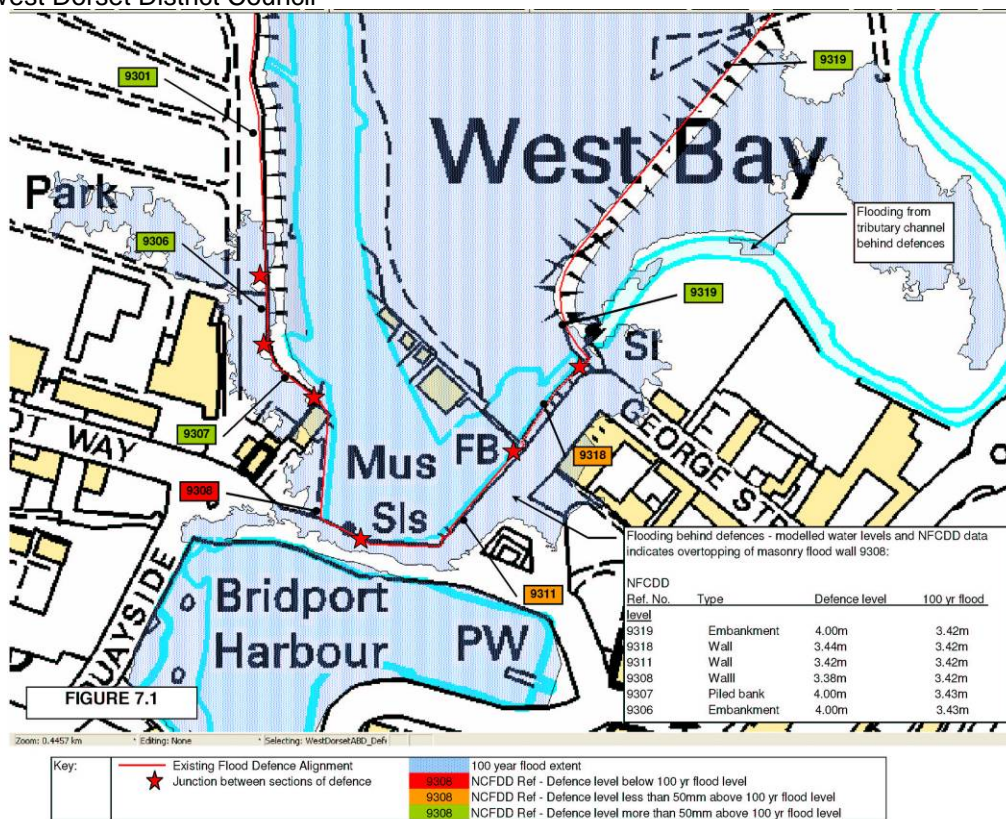 West Dorset District Council
9301
9319
West Bay
Park
Flooding from
tributary channel
behind defences
9306
9319
SI
9307
WAY
Mus
FB
9318
GEORGE ST
9308
Sls
Flooding behind defences - modelled water levels and NFCDD data
indicates overtopping of masonry flood wall 9308:
NFCDD
Ref. No. Type Defence level 100 yr flood
level
9319 Embankment 4.00m 3.42m
9318 Wall 3.44m 3.42m
9311 Wall 3.42m 3.42m
9308 Walll 3.38m 3.42m
9307 Piled bank 4.00m 3.43m
9306 Embankment 4.00m 3.43m
9311
Bridport
Harbour
PW
QUAYSIDE
FIGURE 7.1
Zoom: 0.4457 km * Editing: None * Selecting: WestDorsetABD_Def
Key: Existing Flood Defence Alignment 100 year flood extent
Junction between sections of defence 9308 NCFDD Ref - Defence level below 100 yr flood level
9308 NCFDD Ref - Defence level less than 50mm above 100 yr flood level
9308 NCFDD Ref - Defence level more than 50mm above 100 yr flood level